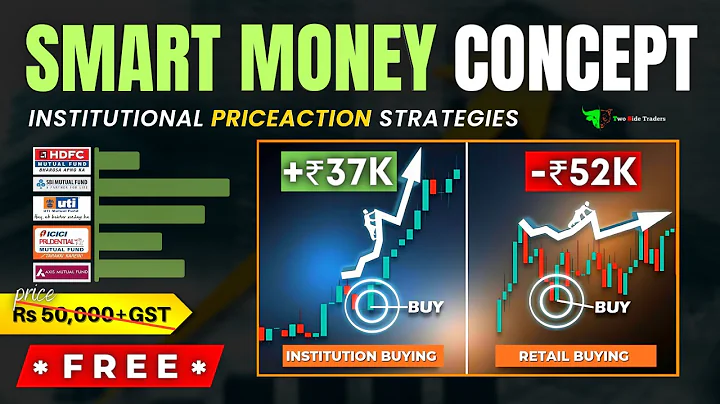 SMART MONEY CONCEPT
INSTITUTIONAL PRICEACTION STRATEGIES
Two Side Traders
HDFC
MUTUAL FUND
BHAROSA APNO KA
SBI MUTUAL FUND
A PARTNER FOR LIFE
uti
UTI Mutual Fund
ICICI
PRUDENTIAL
MUTUAL FUND
TARAKKI KAREIN!
AXIS MUTUAL FUND
price
Rs 50,000+GST
* FREE *
+₹37K
BUY
INSTITUTION BUYING
-₹52K
BUY
RETAIL BUYING